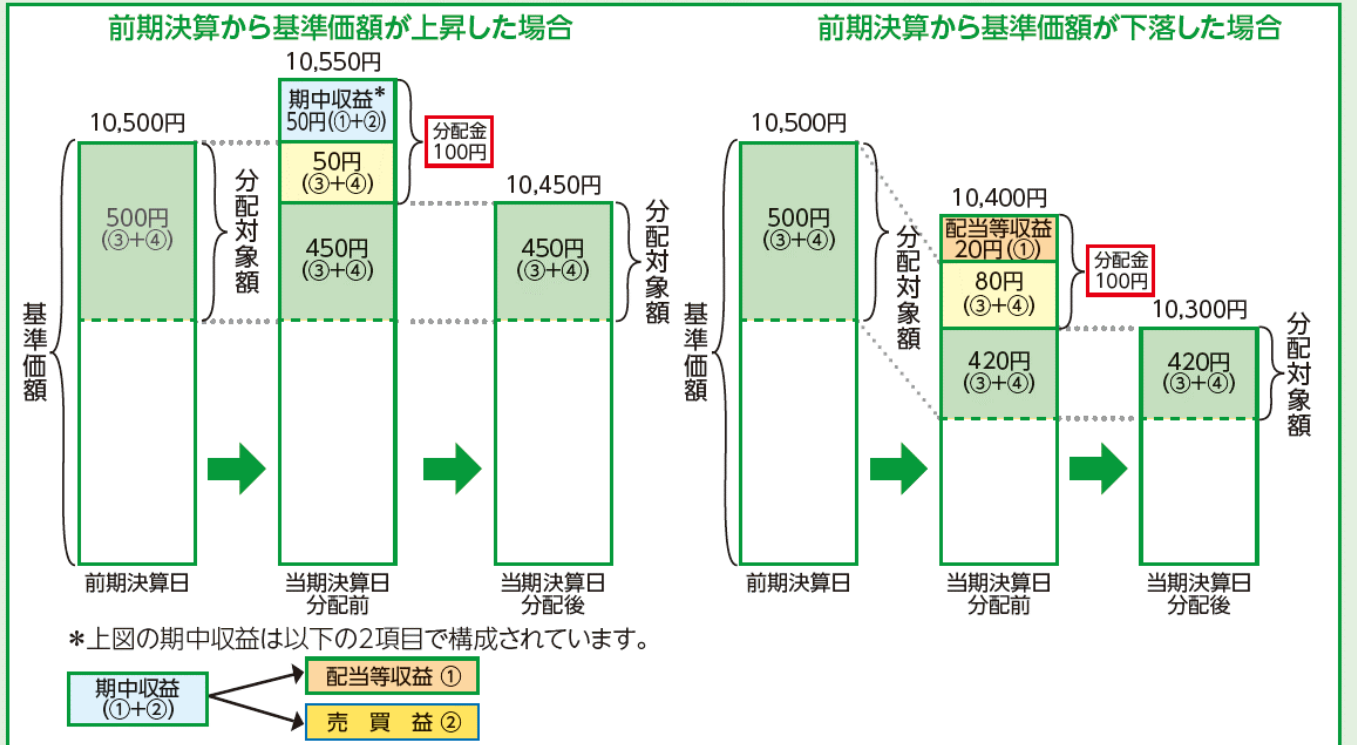 前期決算から基準価額が上昇した場合
10,500円
500円
(③+④)
分配対象額
基準価額
前期決算日
10,550円
期中収益*
50円(①+②)
50円
(③+④)
450円
(③+④)
分配金
100円
当期決算日
分配前
10,450円
450円
(③+④)
分配対象額
当期決算日
分配後
*上図の期中収益は以下の2項目で構成されています。
期中収益
(①+②)
配当等収益 ①
売 買 益 ②
前期決算から基準価額が下落した場合
10,500円
500円
(③+④)
分配対象額
基準価額
前期決算日
10,400円
配当等収益
20円(①)
80円
(③+④)
420円
(③+④)
分配金
100円
当期決算日
分配前
10,300円
420円
(③+④)
分配対象額
当期決算日
分配後